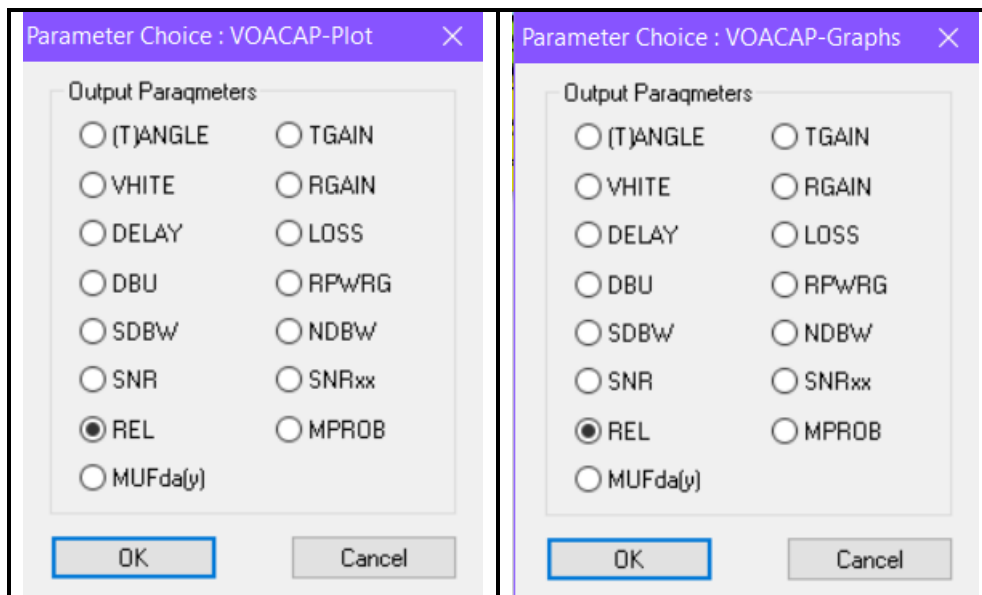 Parameter Choice : VOACAP-Plot
Output Paraqmeters
(T)ANGLE TGAIN
VHITE RGAIN
DELAY LOSS
DBU RPWRG
SDBW NDBW
SNR SNRxx
REL MPROB
MUFda(y)
OK Cancel
Parameter Choice : VOACAP-Graphs
Output Paraqmeters
(T)ANGLE TGAIN
VHITE RGAIN
DELAY LOSS
DBU RPWRG
SDBW NDBW
SNR SNRxx
REL MPROB
MUFda(y)
OK Cancel